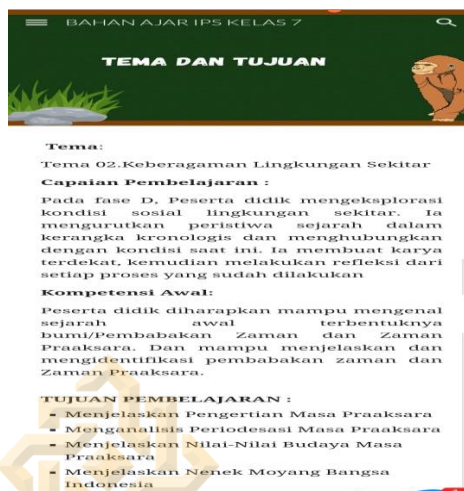 BAHAN AJAR IPS KELAS 7
TEMA DAN TUJUAN
Tema:
Tema 02.Keberagaman Lingkungan Sekitar
Capaian Pembelajaran :
Pada fase D, Peserta didik mengeksplorasi
kondisi sosial lingkungan sekitar. Ia
mengurutkan peristiwa sejarah dalam
kerangka kronologis dan menghubungkan
dengan kondisi saat ini. Ia membuat karya
terdekat, kemudian melakukan refleksi dari
setiap proses yang sudah dilakukan
Kompetensi Awal:
Peserta didik diharapkan mampu mengenal
sejarah awal terbentuknya
bumi/Pembabakan Zaman dan Zaman
Praaksara. Dan mampu menjelaskan dan
mengidentifikasi pembabakan zaman dan
Zaman Praaksara.
TUJUAN PEMBELAJARAN :
▪ Menjelaskan Pengertian Masa Praaksara
▪ Menganalisis Periodesasi Masa Praaksara
▪ Menjelaskan Nilai-Nilai Budaya Masa
Praaksara
▪ Menjelaskan Nenek Moyang Bangsa
Indonesia